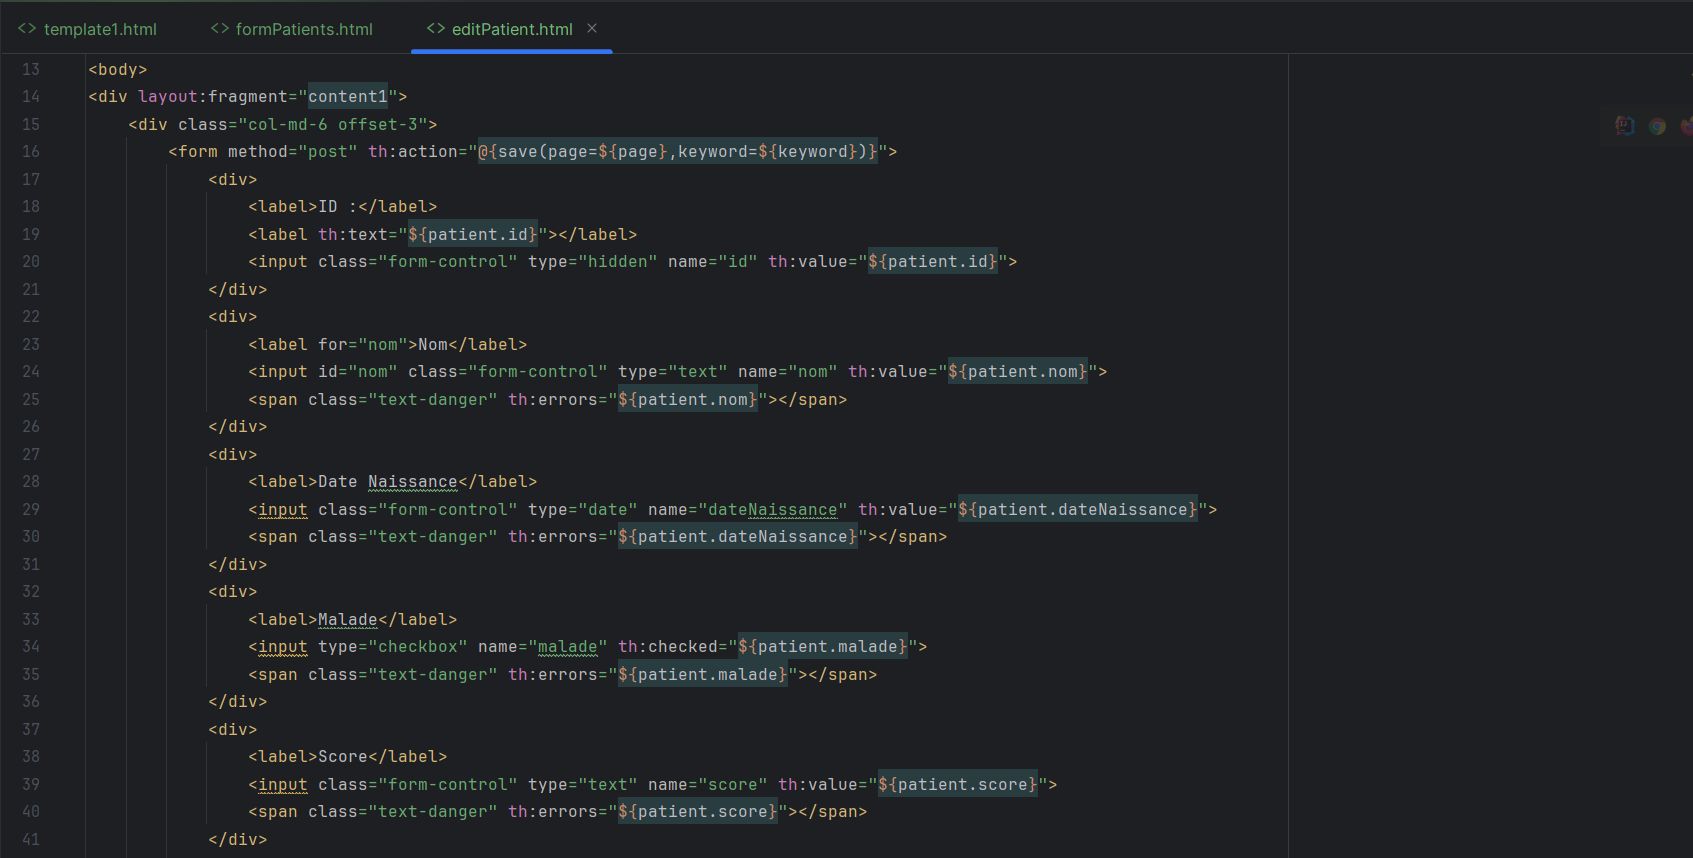 <> template1.html <> formPatients.html <> editPatient.html ×
13 <body>
14 <div layout:fragment="content1">
15 <div class="col-md-6 offset-3">
16 <form method="post" th:action="@{save(page=${page},keyword=${keyword})}">
17 <div>
18 <label>ID :</label>
19 <label th:text="${patient.id}"></label>
20 <input class="form-control" type="hidden" name="id" th:value="${patient.id}">
21 </div>
22 <div>
23 <label for="nom">Nom</label>
24 <input id="nom" class="form-control" type="text" name="nom" th:value="${patient.nom}">
25 <span class="text-danger" th:errors="${patient.nom}"></span>
26 </div>
27 <div>
28 <label>Date Naissance</label>
29 <input class="form-control" type="date" name="dateNaissance" th:value="${patient.dateNaissance}">
30 <span class="text-danger" th:errors="${patient.dateNaissance}"></span>
31 </div>
32 <div>
33 <label>Malade</label>
34 <input type="checkbox" name="malade" th:checked="${patient.malade}">
35 <span class="text-danger" th:errors="${patient.malade}"></span>
36 </div>
37 <div>
38 <label>Score</label>
39 <input class="form-control" type="text" name="score" th:value="${patient.score}">
40 <span class="text-danger" th:errors="${patient.score}"></span>
41 </div>